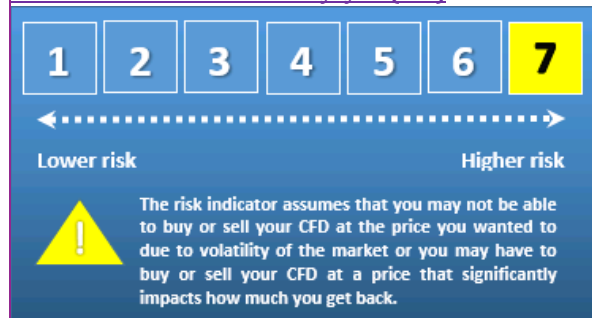 1 2 3 4 5 6 7
Lower risk Higher risk
!
The risk indicator assumes that you may not be able
to buy or sell your CFD at the price you wanted to
due to volatility of the market or you may have to
buy or sell your CFD at a price that significantly
impacts how much you get back.